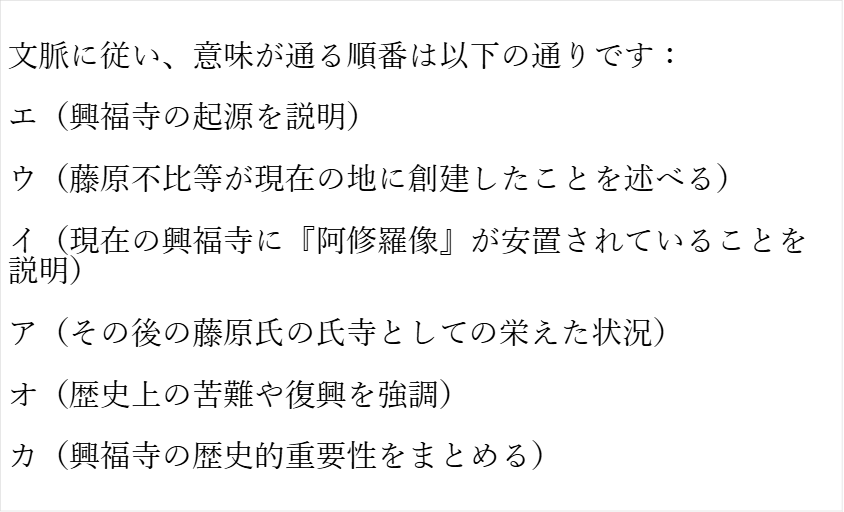 文脈に従い、意味が通る順番は以下の通りです：
エ（興福寺の起源を説明）
ウ（藤原不比等が現在の地に創建したことを述べる）
イ（現在の興福寺に『阿修羅像』が安置されていることを
説明）
ア（その後の藤原氏の氏寺としての栄えた状況）
オ（歴史上の苦難や復興を強調）
カ（興福寺の歴史的重要性をまとめる）